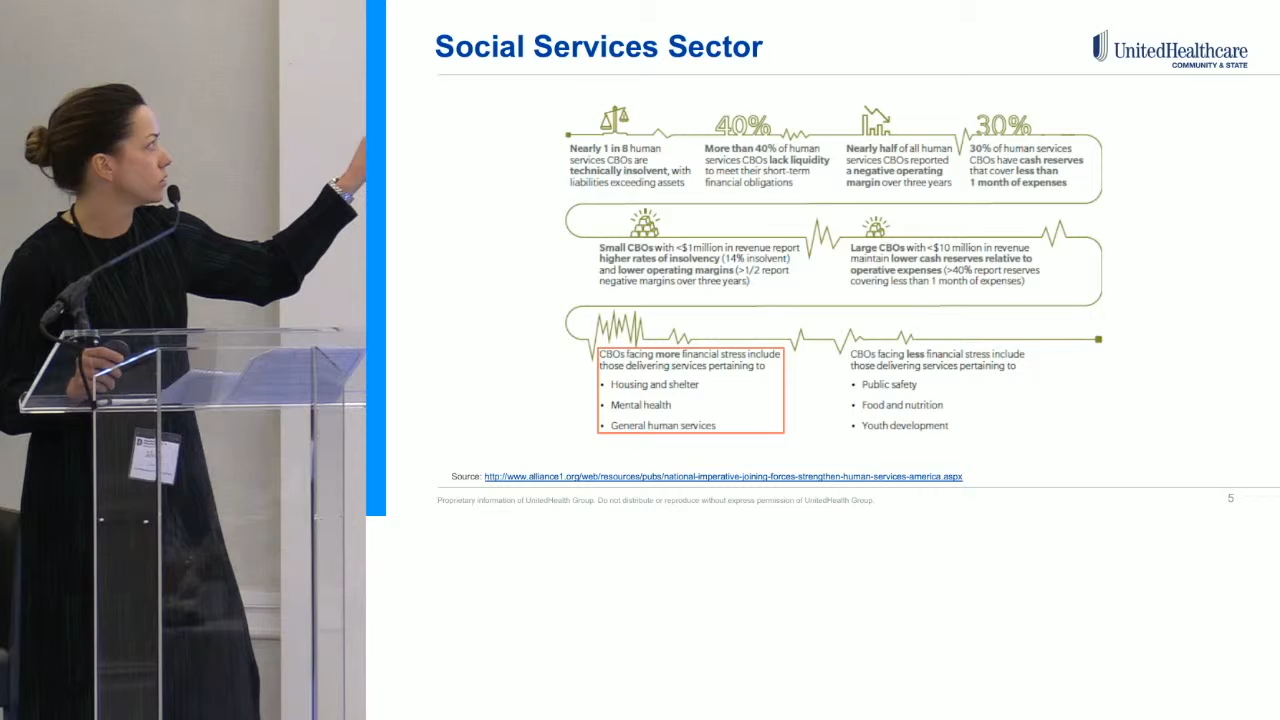 Social Services Sector
UnitedHealthcare
COMMUNITY & STATE
40%
30%
Nearly 1 in 8 human
services CBOs are
technically insolvent, with
liabilities exceeding assets
More than 40% of human
services CBOs lack liquidity
to meet their short-term
financial obligations
Nearly half of all human
services CBOs reported
a negative operating
margin over three years
30% of human services
CBOs have cash reserves
that cover less than
1 month of expenses
Small CBOs with <$1million in revenue report
higher rates of insolvency (14% insolvent)
and lower operating margins (>1/2 report
negative margins over three years)
Large CBOs with <$10 million in revenue
maintain lower cash reserves relative to
operative expenses (>40% report reserves
covering less than 1 month of expenses)
CBOs facing more financial stress include
those delivering services pertaining to
• Housing and shelter
• Mental health
• General human services
CBOs facing less financial stress include
those delivering services pertaining to
• Public safety
• Food and nutrition
• Youth development
Source: http://www.alliance1.org/web/resources/pubs/national-imperative-joining-forces-strengthen-human-services-america.aspx
Proprietary information of UnitedHealth Group. Do not distribute or reproduce without express permission of UnitedHealth Group.
5